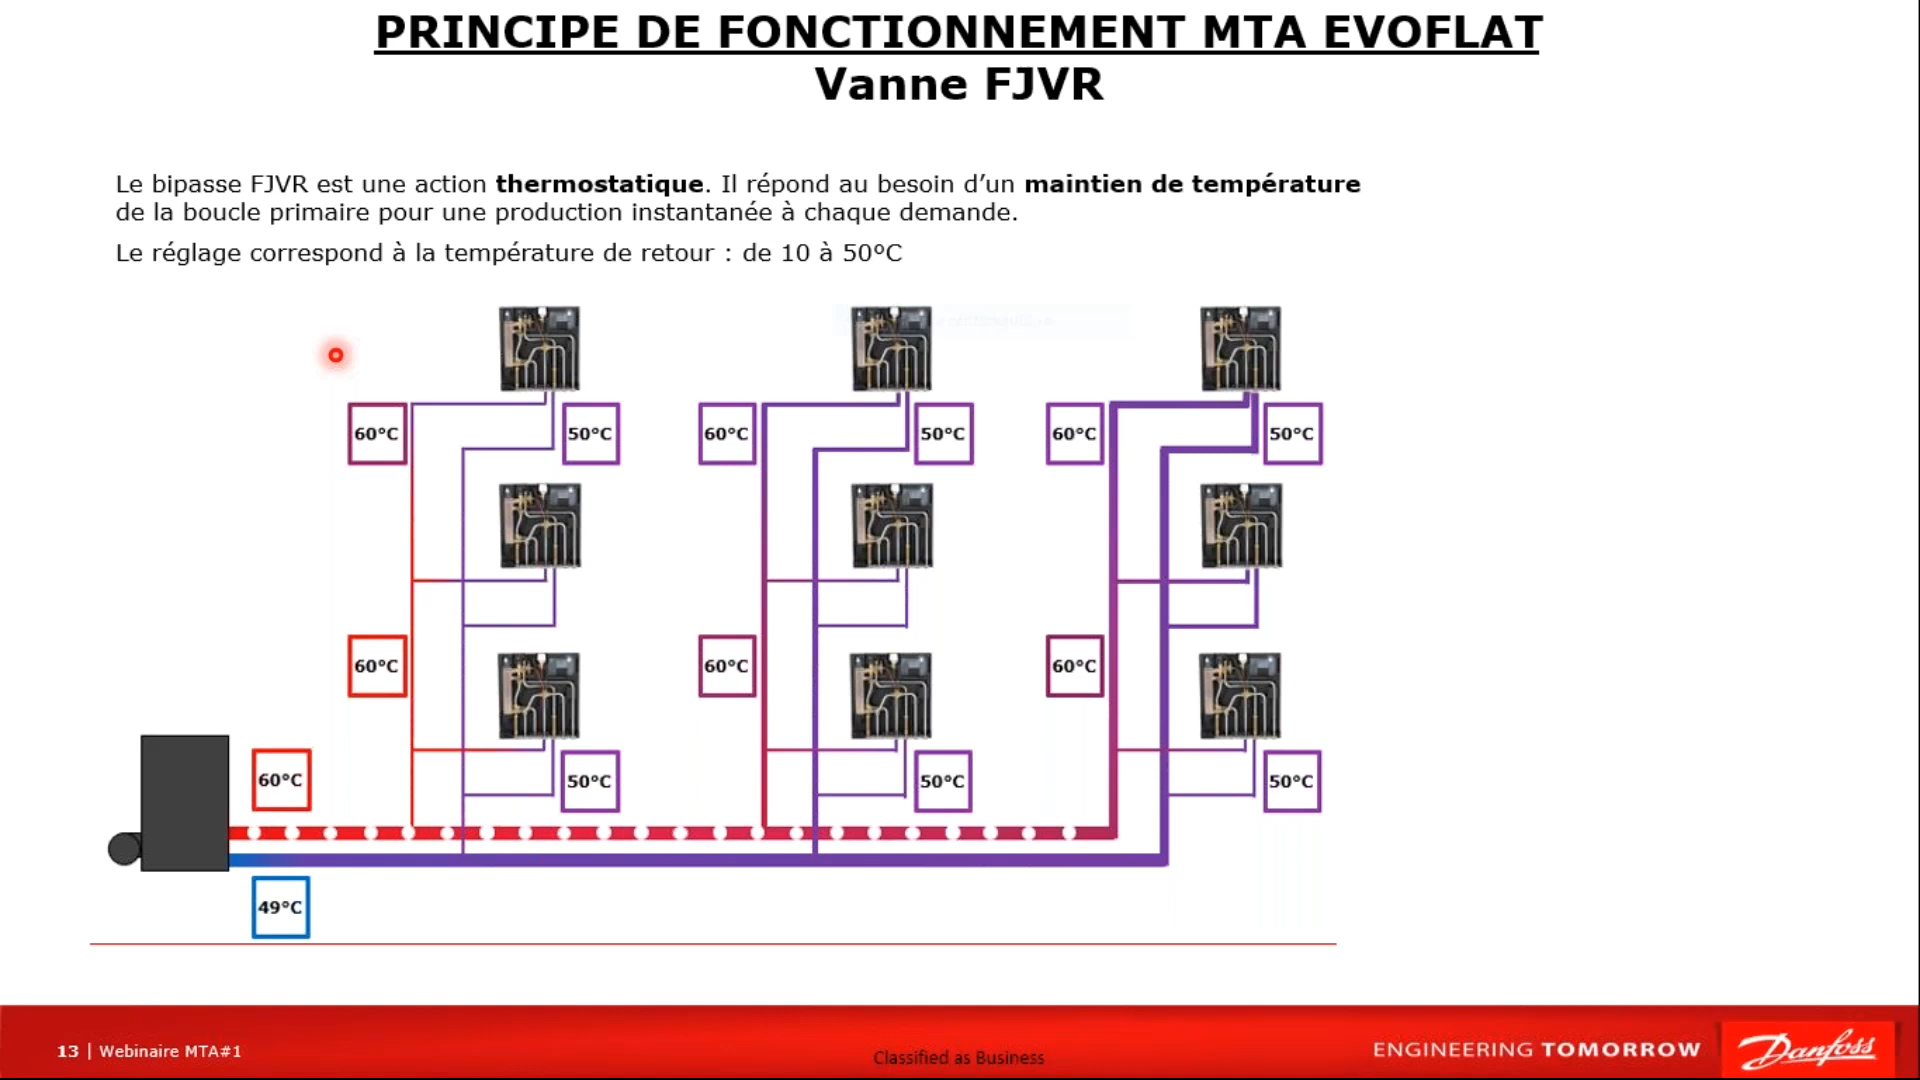 PRINCIPE DE FONCTIONNEMENT MTA EVOFLAT
Vanne FJVR
Le bipasse FJVR est une action thermostatique. Il répond au besoin d’un maintien de température
de la boucle primaire pour une production instantanée à chaque demande.
Le réglage correspond à la température de retour : de 10 à 50°C
60°C
50°C
60°C
50°C
60°C
50°C
60°C
60°C
60°C
60°C
50°C
50°C
50°C
49°C
13 | Webinaire MTA#1
Classified as Business
ENGINEERING TOMORROW
Danfoss